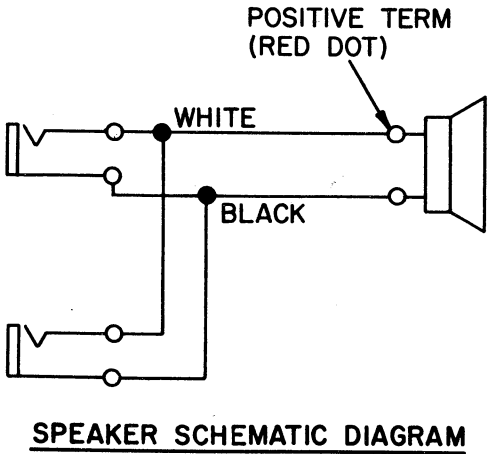 POSITIVE TERM
(RED DOT)
WHITE
BLACK
SPEAKER SCHEMATIC DIAGRAM